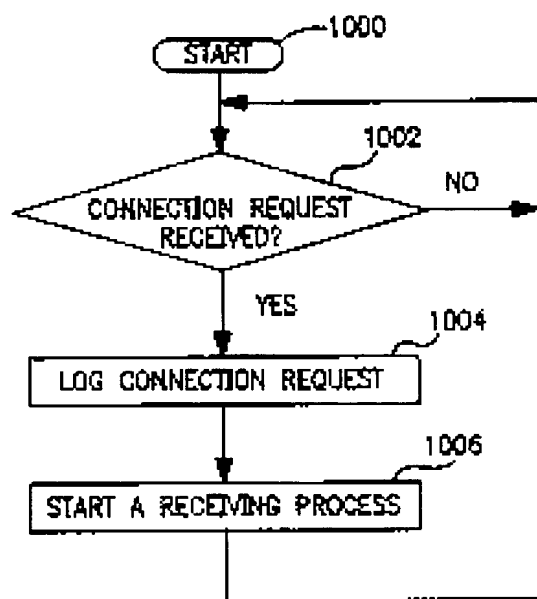 1000
START
1002
CONNECTION REQUEST
RECEIVED?
NO
YES
1004
LOG CONNECTION REQUEST
1006
START A RECEIVING PROCESS